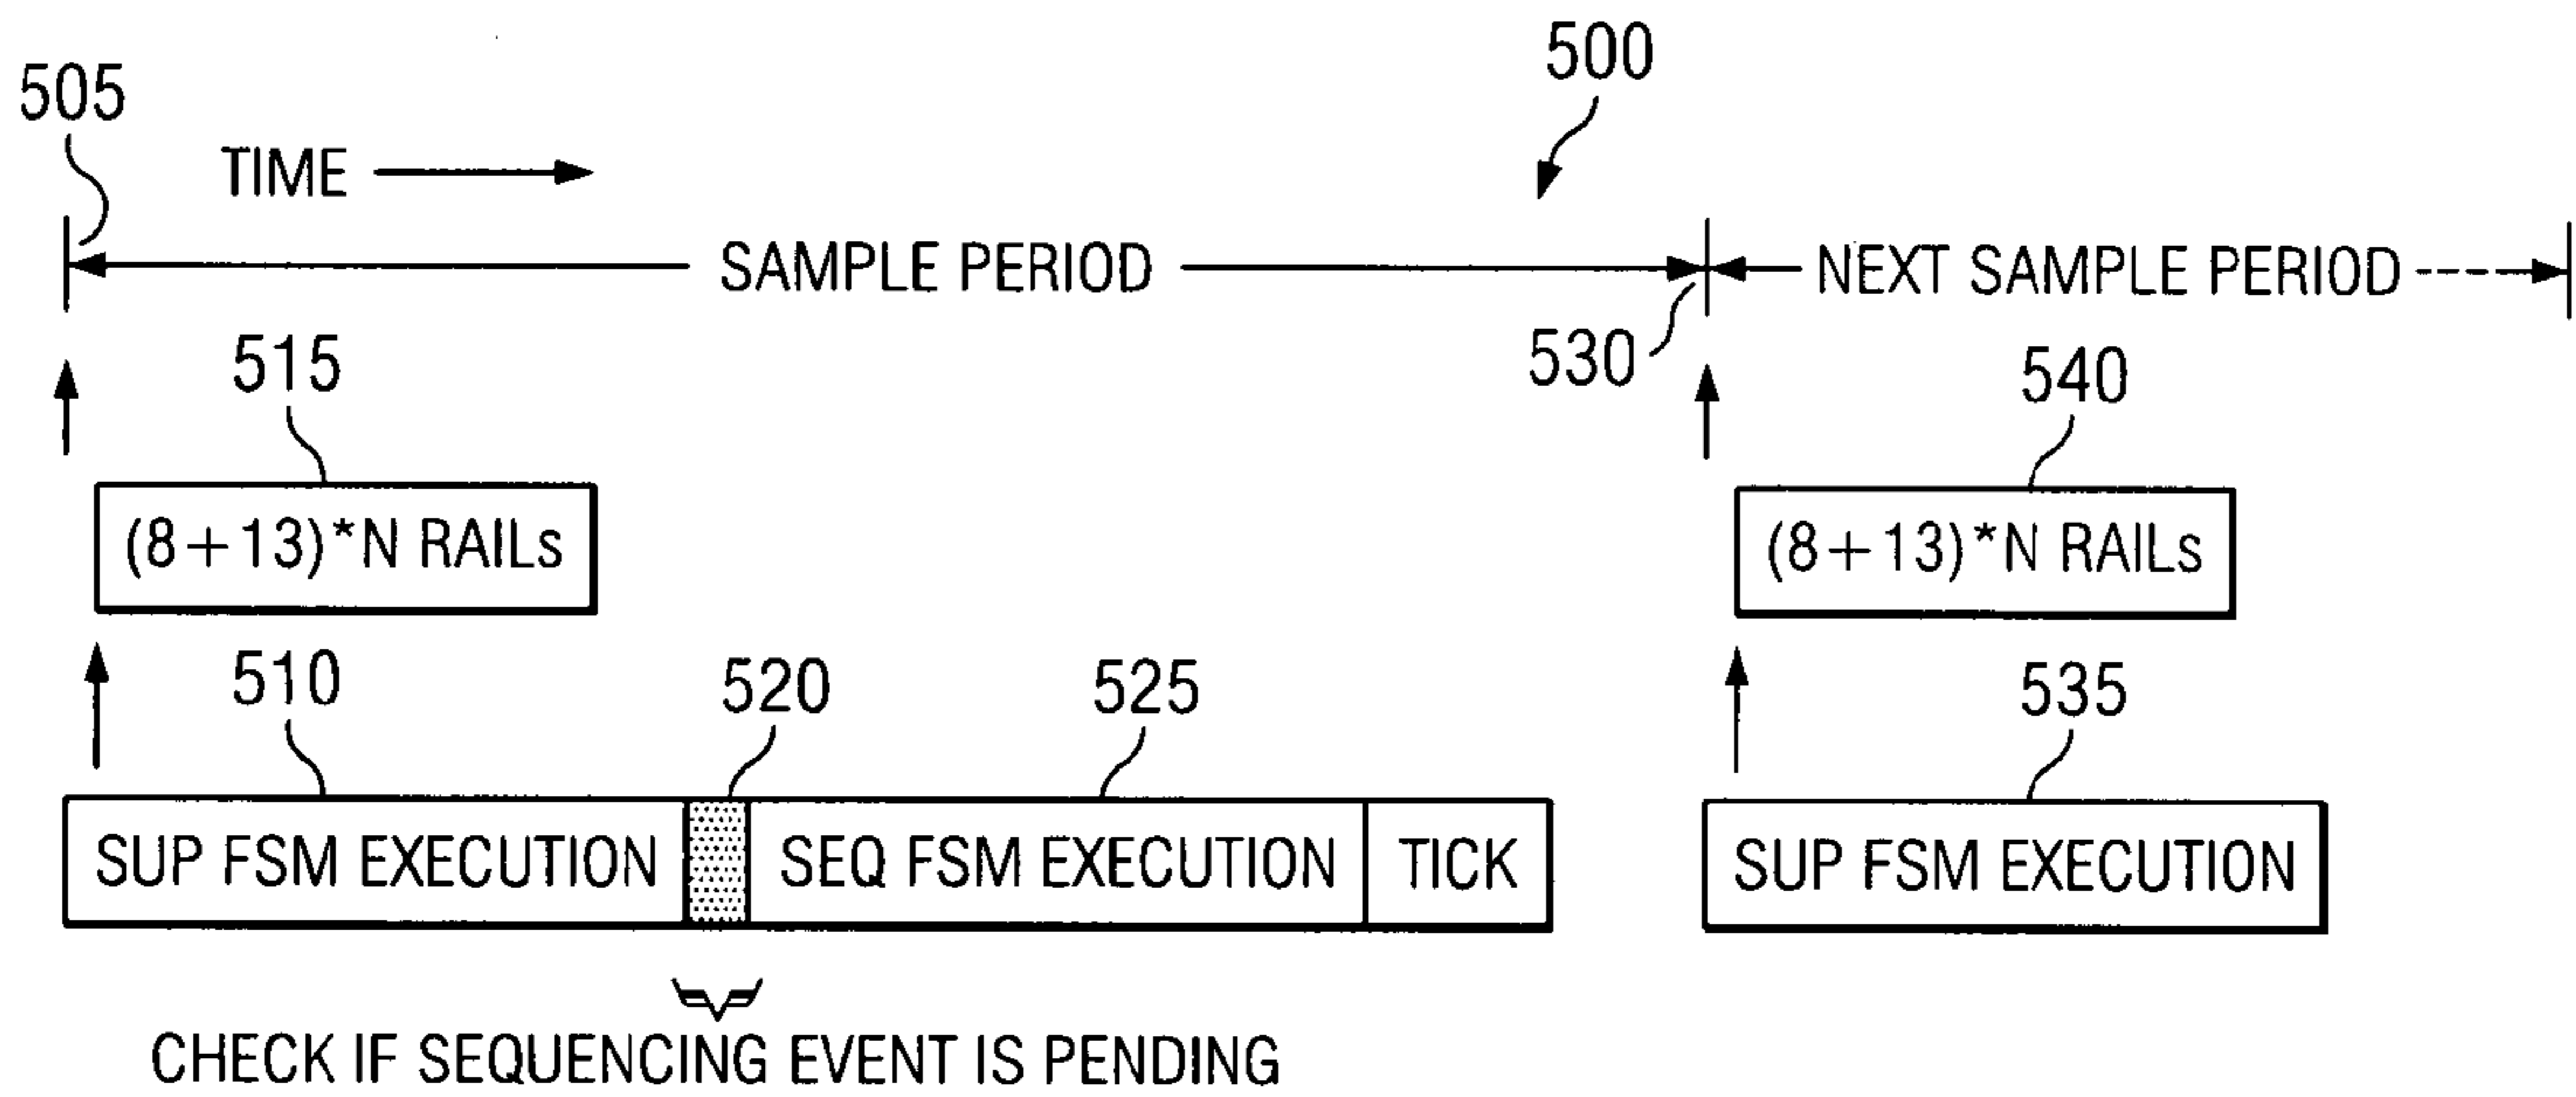 500
505
TIME
SAMPLE PERIOD
NEXT SAMPLE PERIOD
530
515
540
(8+13)*N RAILs
(8+13)*N RAILs
510
520
525
535
SUP FSM EXECUTION
SEQ FSM EXECUTION
TICK
SUP FSM EXECUTION
CHECK IF SEQUENCING EVENT IS PENDING